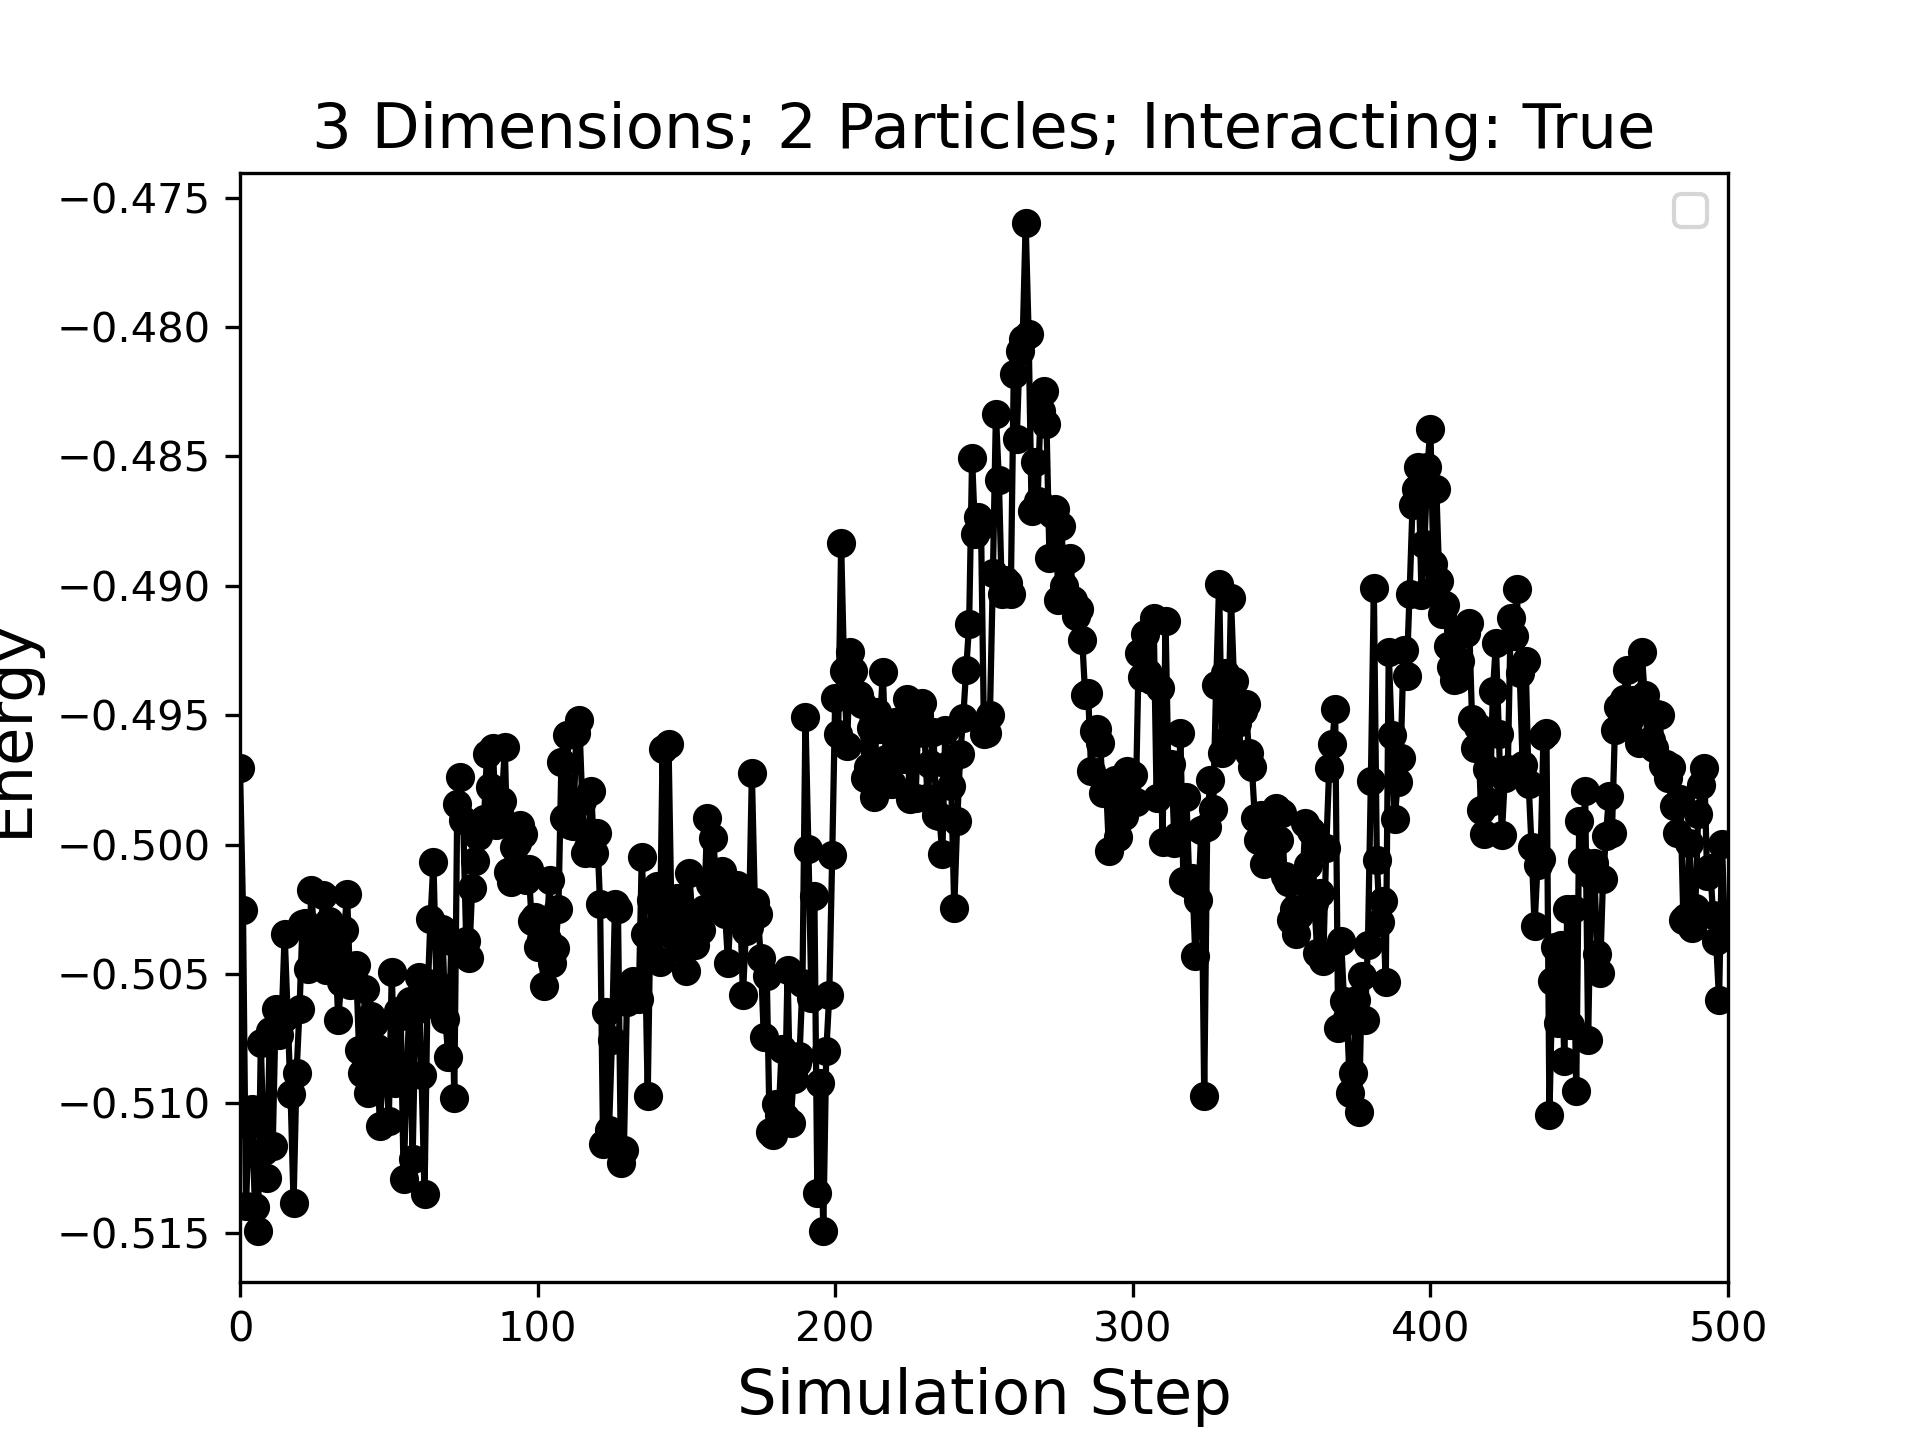 3 Dimensions; 2 Particles; Interacting: True
−0.475
−0.480
−0.485
−0.490
−0.495
−0.500
−0.505
−0.510
−0.515
Energy
0 100 200 300 400 500
Simulation Step